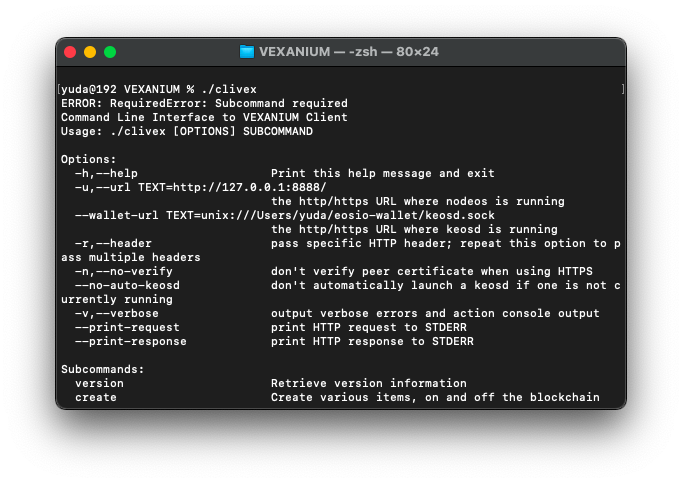 VEXANIUM — -zsh — 80×24
[yuda@192 VEXANIUM % ./clivex ]
ERROR: RequiredError: Subcommand required
Command Line Interface to VEXANIUM Client
Usage: ./clivex [OPTIONS] SUBCOMMAND
Options:
-h,--help Print this help message and exit
-u,--url TEXT=http://127.0.0.1:8888/
the http/https URL where nodeos is running
--wallet-url TEXT=unix:///Users/yuda/eosio-wallet/keosd.sock
the http/https URL where keosd is running
-r,--header pass specific HTTP header; repeat this option to p
ass multiple headers
-n,--no-verify don't verify peer certificate when using HTTPS
--no-auto-keosd don't automatically launch a keosd if one is not c
urrently running
-v,--verbose output verbose errors and action console output
--print-request print HTTP request to STDERR
--print-response print HTTP response to STDERR
Subcommands:
version Retrieve version information
create Create various items, on and off the blockchain